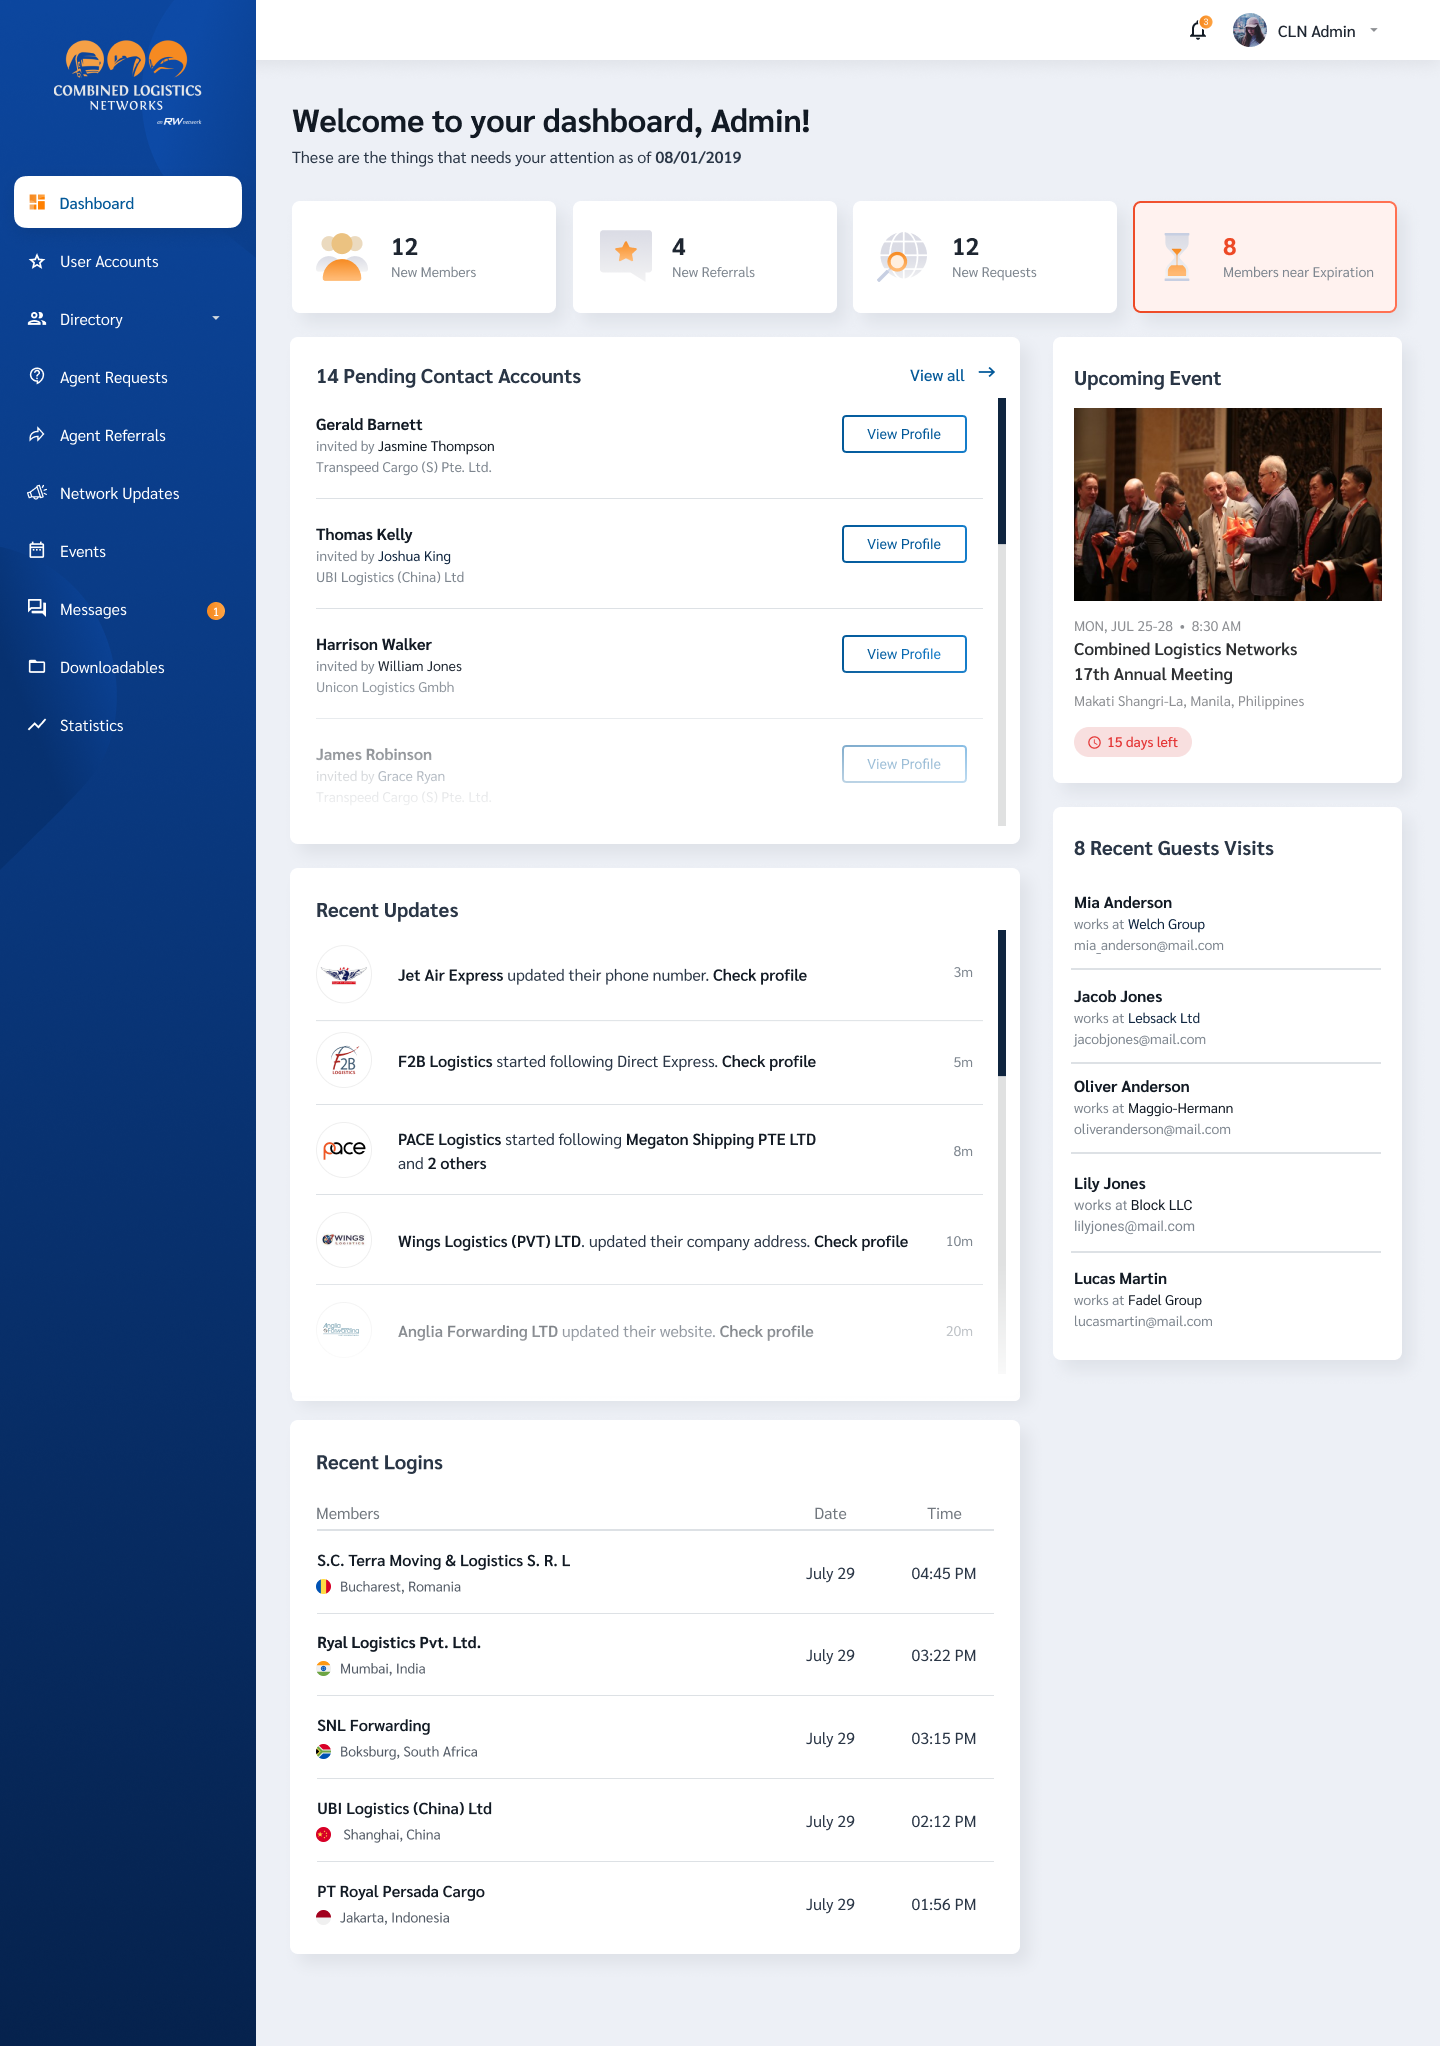 COMBINED LOGISTICS
NETWORKS
an RW network
Dashboard
User Accounts
Directory
Agent Requests
Agent Referrals
Network Updates
Events
Messages
1
Downloadables
Statistics
3
CLN Admin
Welcome to your dashboard, Admin!
These are the things that needs your attention as of 08/01/2019
12
New Members
4
New Referrals
12
New Requests
8
Members near Expiration
14 Pending Contact Accounts
View all
Gerald Barnett
invited by Jasmine Thompson
Transpeed Cargo (S) Pte. Ltd.
View Profile
Thomas Kelly
invited by Joshua King
UBI Logistics (China) Ltd
View Profile
Harrison Walker
invited by William Jones
Unicon Logistics Gmbh
View Profile
James Robinson
invited by Grace Ryan
Transpeed Cargo (S) Pte. Ltd.
View Profile
Recent Updates
Jet Air Express updated their phone number. Check profile
3m
F2B
LOGISTICS
F2B Logistics started following Direct Express. Check profile
5m
pace
PACE Logistics started following Megaton Shipping PTE LTD
and 2 others
8m
WINGS
LOGISTICS
Wings Logistics (PVT) LTD. updated their company address. Check profile
10m
Anglia
Forwarding
Anglia Forwarding LTD updated their website. Check profile
20m
Recent Logins
Members
Date
Time
S.C. Terra Moving & Logistics S. R. L
Bucharest, Romania
July 29
04:45 PM
Ryal Logistics Pvt. Ltd.
Mumbai, India
July 29
03:22 PM
SNL Forwarding
Boksburg, South Africa
July 29
03:15 PM
UBI Logistics (China) Ltd
Shanghai, China
July 29
02:12 PM
PT Royal Persada Cargo
Jakarta, Indonesia
July 29
01:56 PM
Upcoming Event
MON, JUL 25-28 • 8:30 AM
Combined Logistics Networks
17th Annual Meeting
Makati Shangri-La, Manila, Philippines
15 days left
8 Recent Guests Visits
Mia Anderson
works at Welch Group
mia_anderson@mail.com
Jacob Jones
works at Lebsack Ltd
jacobjones@mail.com
Oliver Anderson
works at Maggio-Hermann
oliveranderson@mail.com
Lily Jones
works at Block LLC
lilyjones@mail.com
Lucas Martin
works at Fadel Group
lucasmartin@mail.com